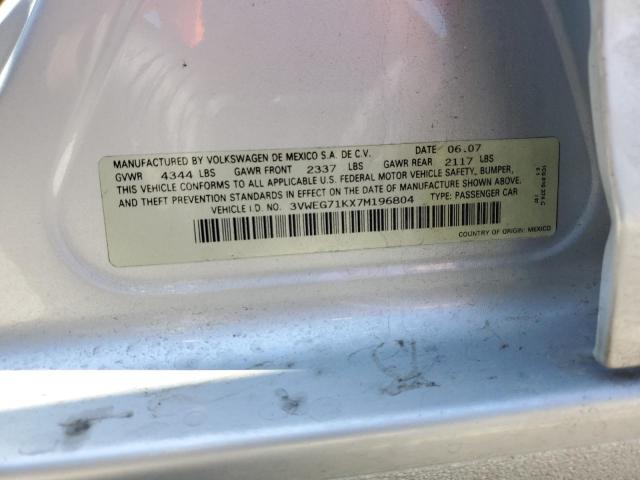 MANUFACTURED BY VOLKSWAGEN DE MEXICO S.A. DE C.V. DATE 06.07
GVWR 4344 LBS GAWR FRONT 2337 LBS GAWR REAR 2117 LBS
THIS VEHICLE CONFORMS TO ALL APPLICABLE U.S. FEDERAL MOTOR VEHICLE SAFETY, BUMPER,
AND THEFT PREVENTION STANDARDS IN EFFECT ON THE DATE OF MANUFACTURE SHOWN ABOVE.
VEHICLE I.D. NO. 3VWEG71KX7M196804 TYPE: PASSENGER CAR
COUNTRY OF ORIGIN: MEXICO